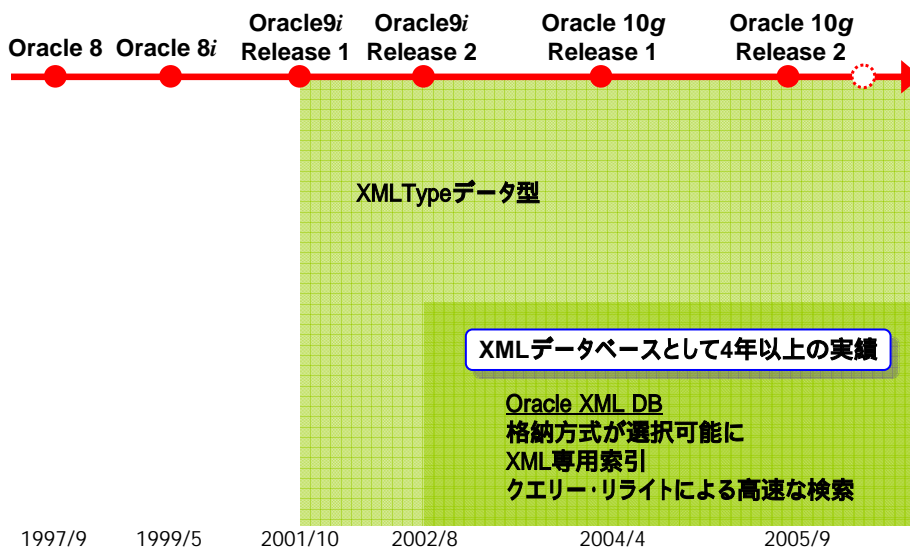 Oracle 8
Oracle 8i
Oracle9i
Release 1
Oracle9i
Release 2
Oracle 10g
Release 1
Oracle 10g
Release 2
XMLTypeデータ型
XMLデータベースとして4年以上の実績
Oracle XML DB
格納方式が選択可能に
XML専用索引
クエリー・リライトによる高速な検索
1997/9
1999/5
2001/10
2002/8
2004/4
2005/9